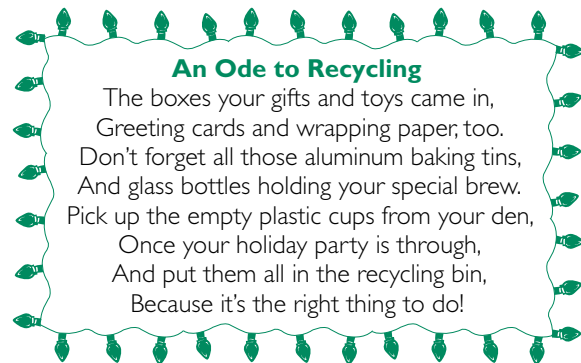 An Ode to Recycling
The boxes your gifts and toys came in,
Greeting cards and wrapping paper, too.
Don’t forget all those aluminum baking tins,
And glass bottles holding your special brew.
Pick up the empty plastic cups from your den,
Once your holiday party is through,
And put them all in the recycling bin,
Because it’s the right thing to do!